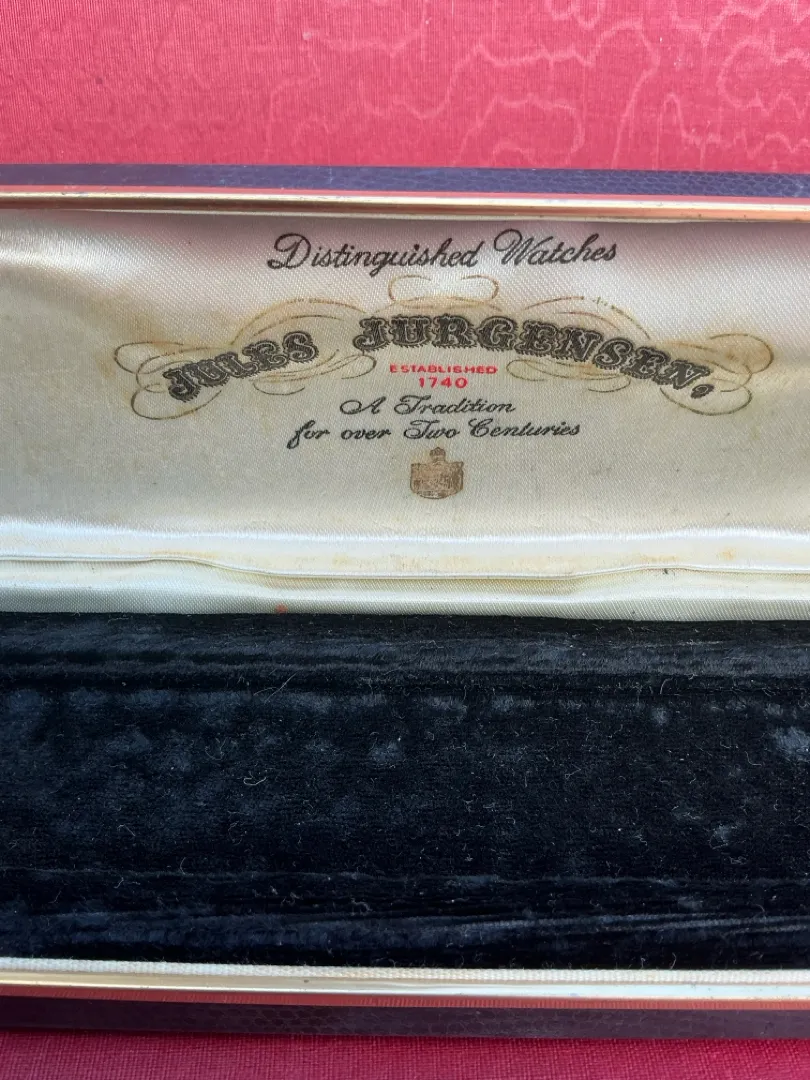 Distinguished Watches
JULES JURGENSEN.
ESTABLISHED
1740
A Tradition
for over Two Centuries